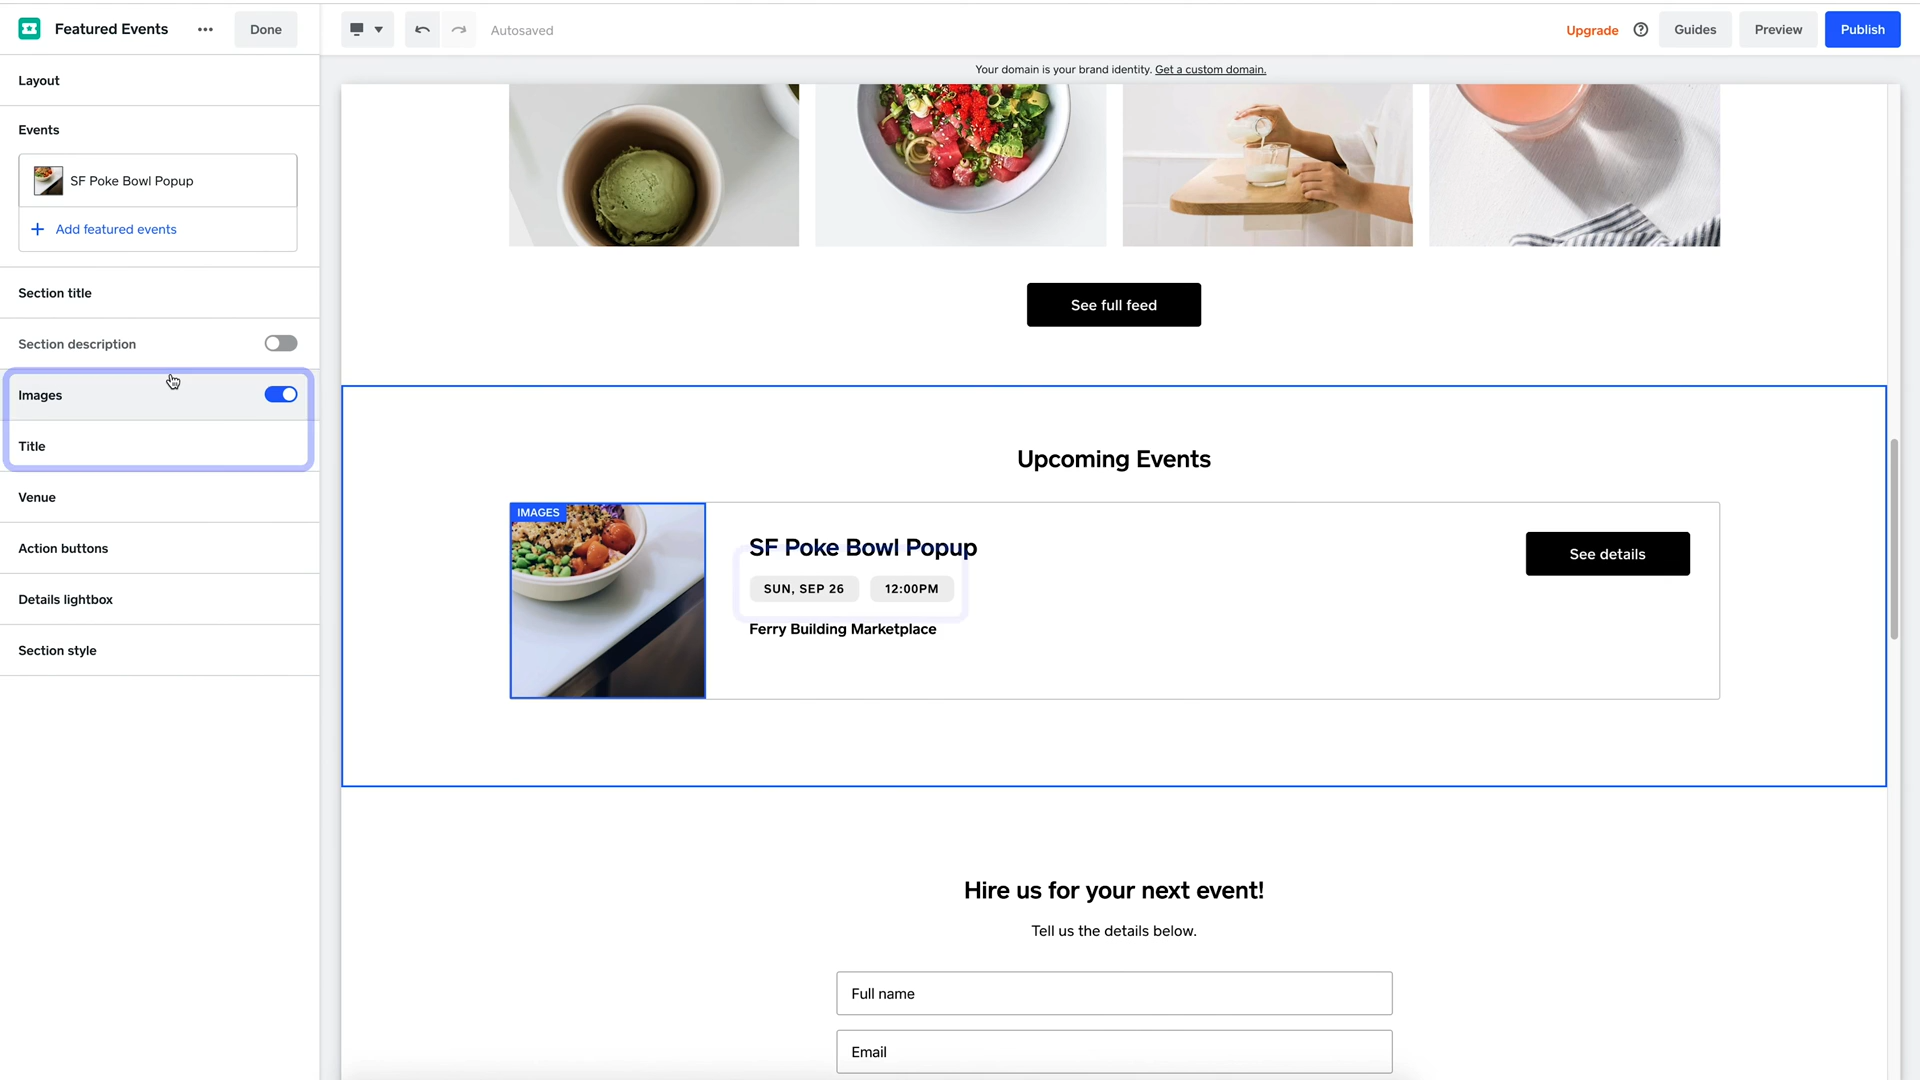 Featured Events
Done
Autosaved
Upgrade
Guides
Preview
Publish
Your domain is your brand identity. Get a custom domain.
Layout
Events
SF Poke Bowl Popup
Add featured events
Section title
Section description
Images
Title
Venue
Action buttons
Details lightbox
Section style
See full feed
Upcoming Events
IMAGES
SF Poke Bowl Popup
SUN, SEP 26
12:00PM
Ferry Building Marketplace
See details
Hire us for your next event!
Tell us the details below.
Full name
Email